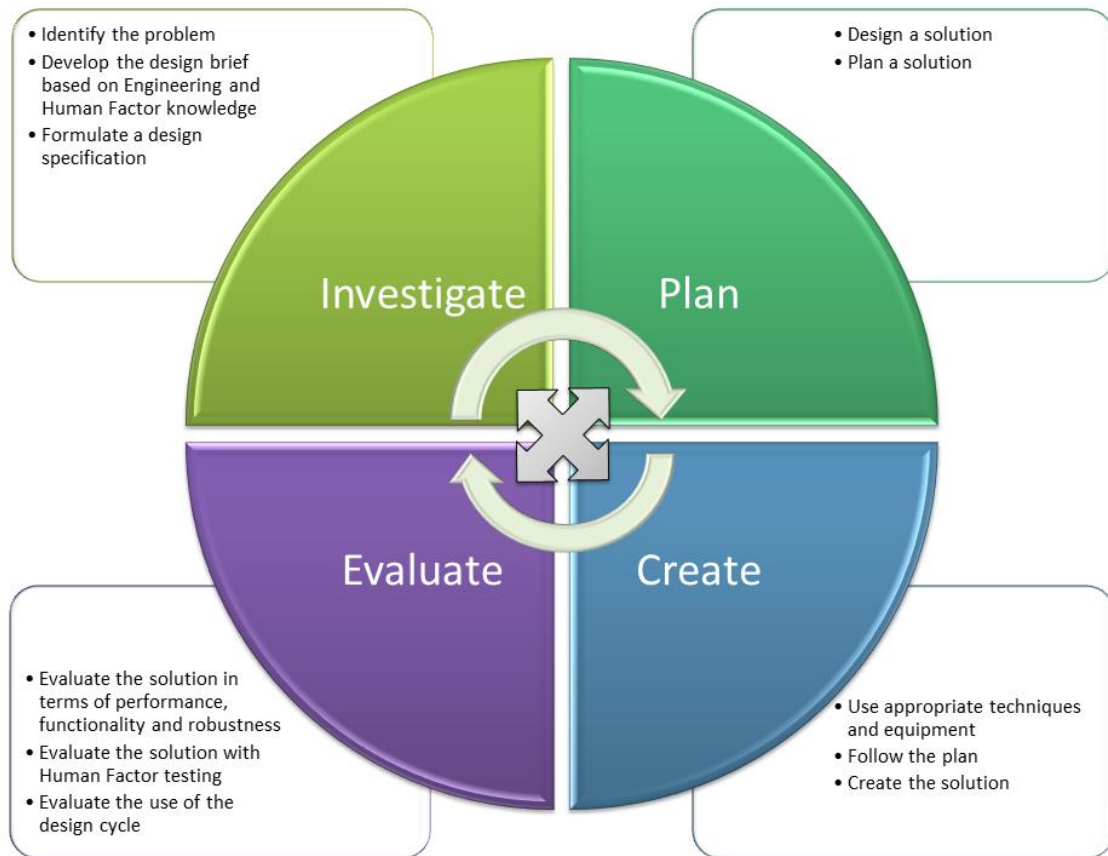 • Identify the problem
• Develop the design brief
based on Engineering and
Human Factor knowledge
• Formulate a design
specification
• Design a solution
• Plan a solution
Investigate
Plan
Evaluate
Create
• Evaluate the solution in
terms of performance,
functionality and robustness
• Evaluate the solution with
Human Factor testing
• Evaluate the use of the
design cycle
• Use appropriate techniques
and equipment
• Follow the plan
• Create the solution